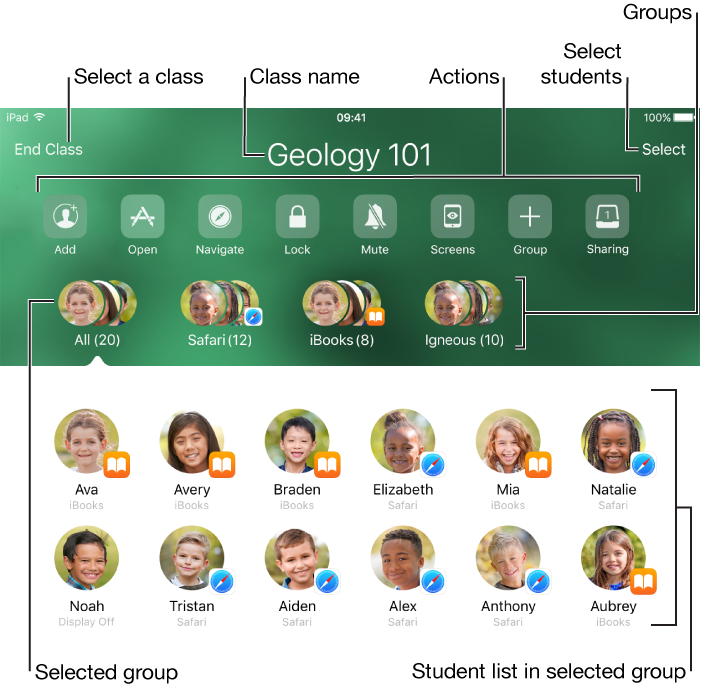 Groups
Select students
Select a class
Class name
Actions
iPad
09:41
100%
End Class
Geology 101
Select
Add
Open
Navigate
Lock
Mute
Screens
Group
1
Sharing
All (20)
Safari (12)
iBooks (8)
Igneous (10)
Ava
iBooks
Avery
iBooks
Braden
iBooks
Elizabeth
Safari
Mia
iBooks
Natalie
Safari
Noah
Display Off
Tristan
Safari
Aiden
Safari
Alex
Safari
Anthony
Safari
Aubrey
iBooks
Selected group
Student list in selected group